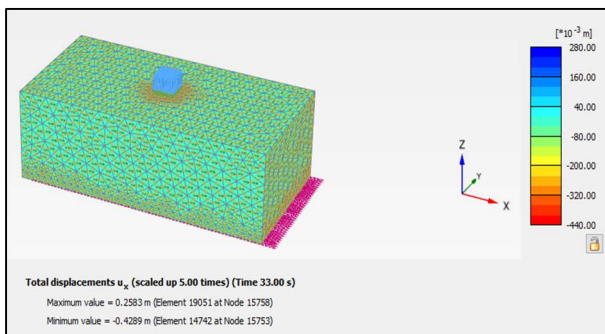 [*10⁻³ m]
280.00
160.00
40.00
-80.00
-200.00
-320.00
-440.00
Z
Y
X
Total displacements uₓ (scaled up 5.00 times) (Time 33.00 s)
Maximum value = 0.2583 m (Element 19051 at Node 15758)
Minimum value = -0.4289 m (Element 14742 at Node 15753)